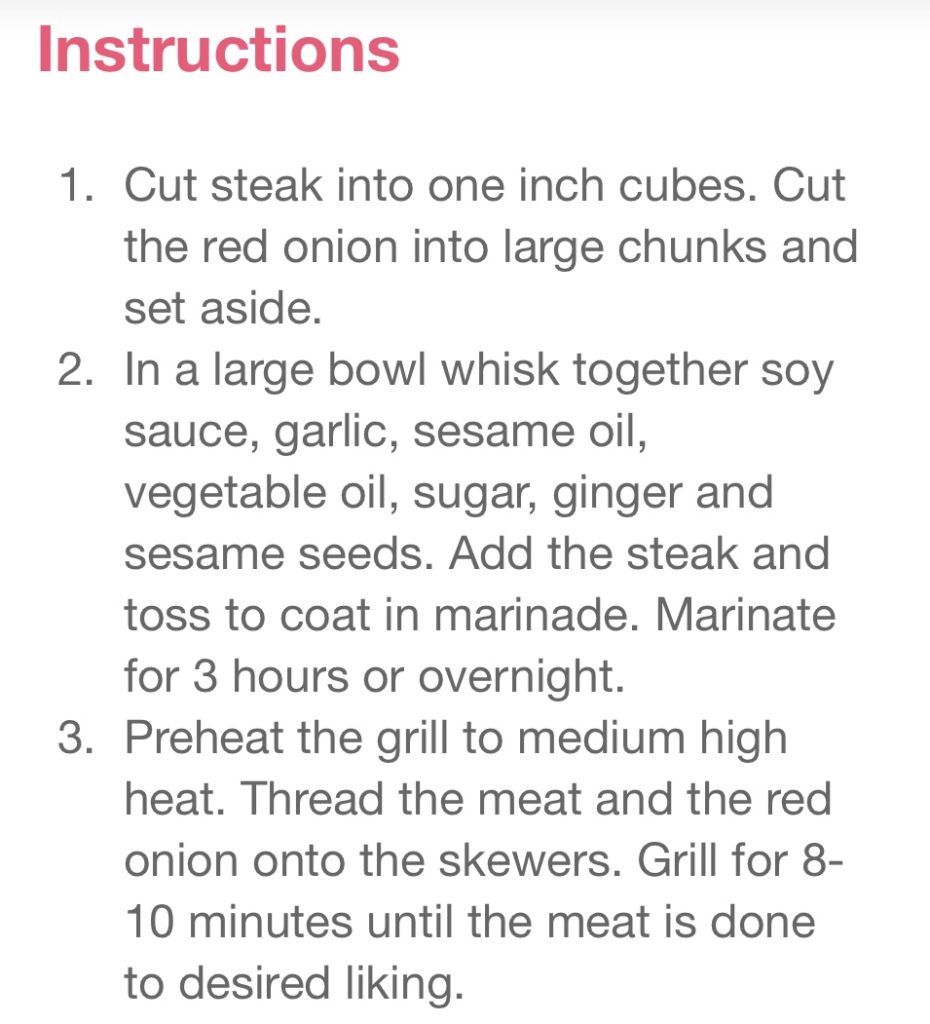 Instructions
1. Cut steak into one inch cubes. Cut
the red onion into large chunks and
set aside.
2. In a large bowl whisk together soy
sauce, garlic, sesame oil,
vegetable oil, sugar, ginger and
sesame seeds. Add the steak and
toss to coat in marinade. Marinate
for 3 hours or overnight.
3. Preheat the grill to medium high
heat. Thread the meat and the red
onion onto the skewers. Grill for 8-
10 minutes until the meat is done
to desired liking.